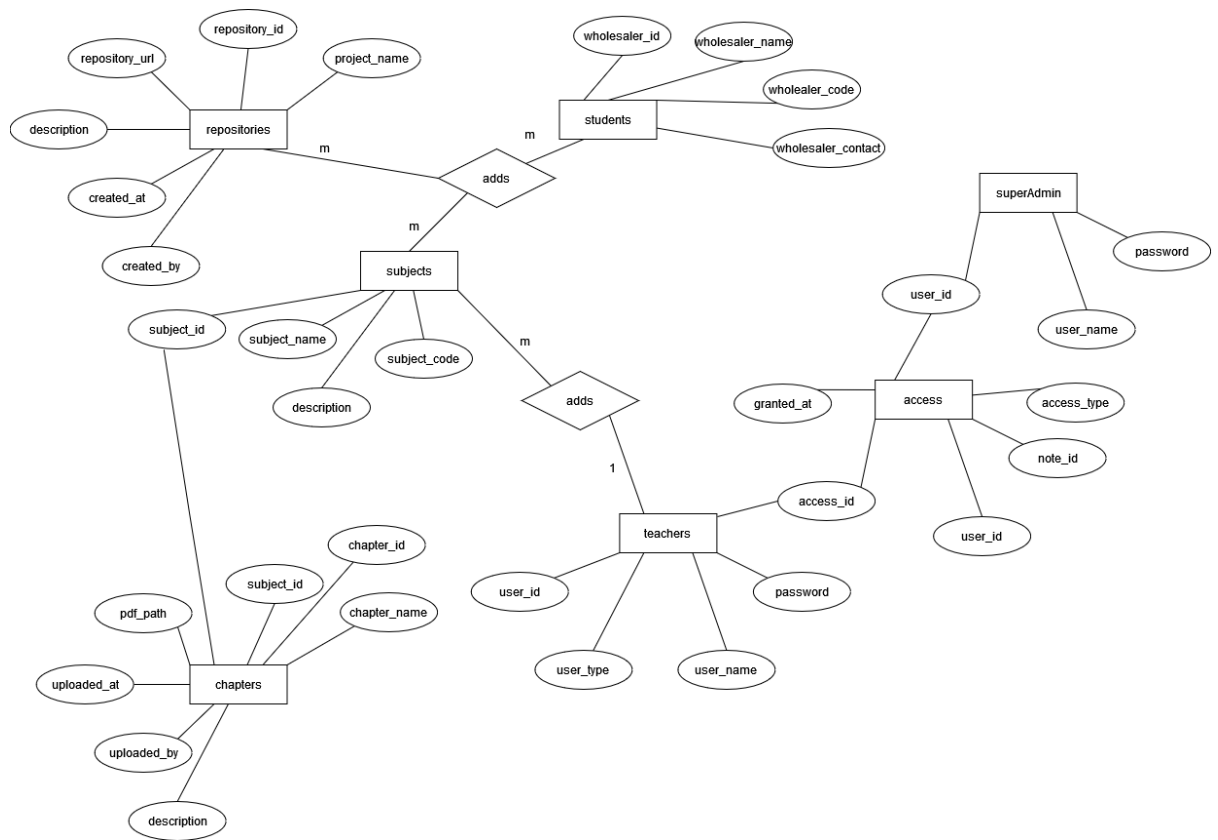 repository_id
wholesaler_id
wholesaler_name
repository_url
project_name
wholealer_code
description
repositories
students
wholesaler_contact
m
m
adds
created_at
superAdmin
m
created_by
subjects
password
user_id
subject_id
subject_name
subject_code
user_name
m
description
adds
granted_at
access
access_type
note_id
1
access_id
teachers
user_id
chapter_id
subject_id
user_id
password
pdf_path
chapter_name
user_type
user_name
uploaded_at
chapters
uploaded_by
description